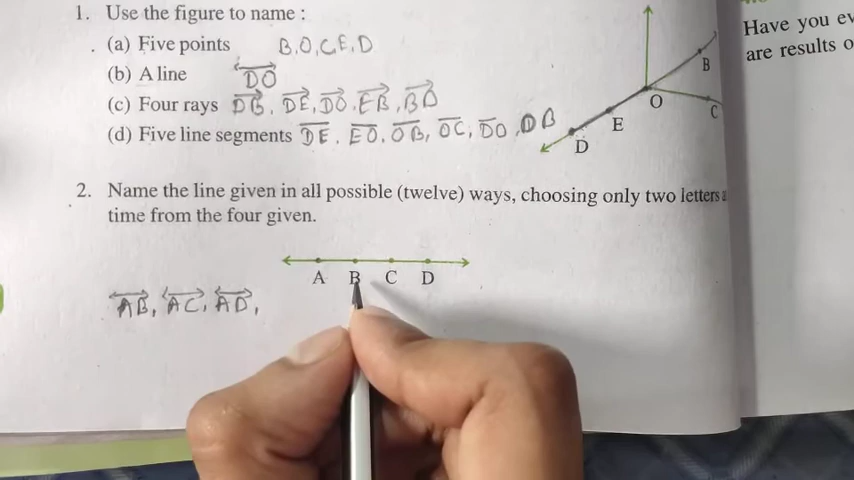 1. Use the figure to name :
(a) Five points B,O,C,E,D
(b) A line DO
(c) Four rays DB, DE, DO, EB, BD
(d) Five line segments DE, EO, OB, OC, DO, DB
B
O
C
E
D
2. Name the line given in all possible (twelve) ways, choosing only two letters
time from the four given.
A B C D
AB, AC, AD,
Have you
are results